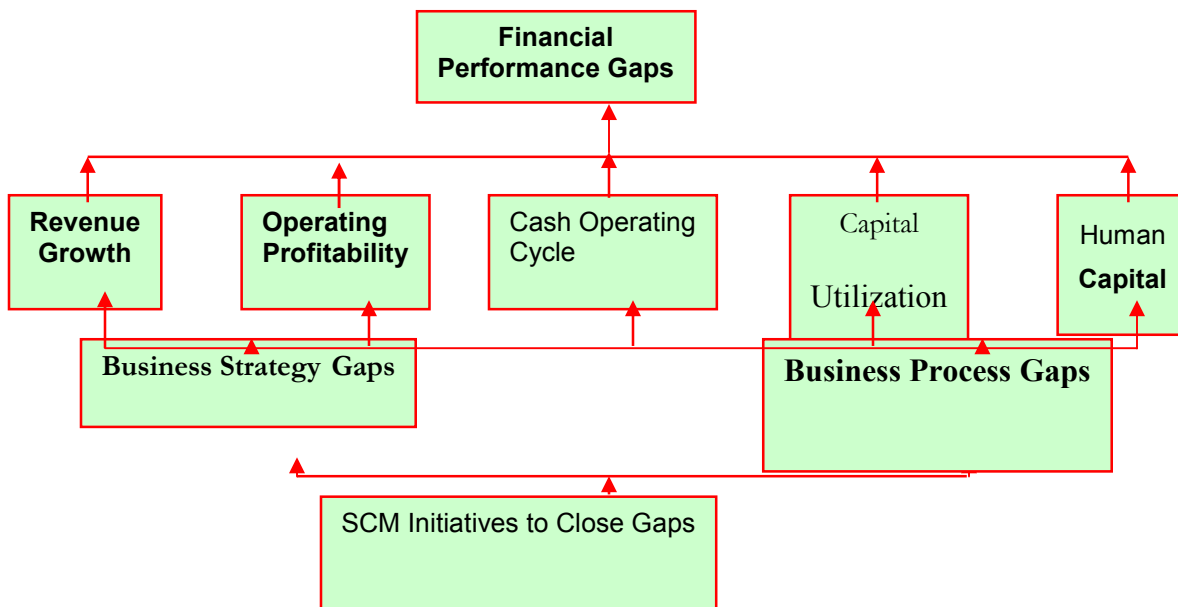 Financial
Performance Gaps
Revenue
Growth
Operating
Profitability
Cash Operating
Cycle
Capital
Utilization
Human
Capital
Business Strategy Gaps
Business Process Gaps
SCM Initiatives to Close Gaps